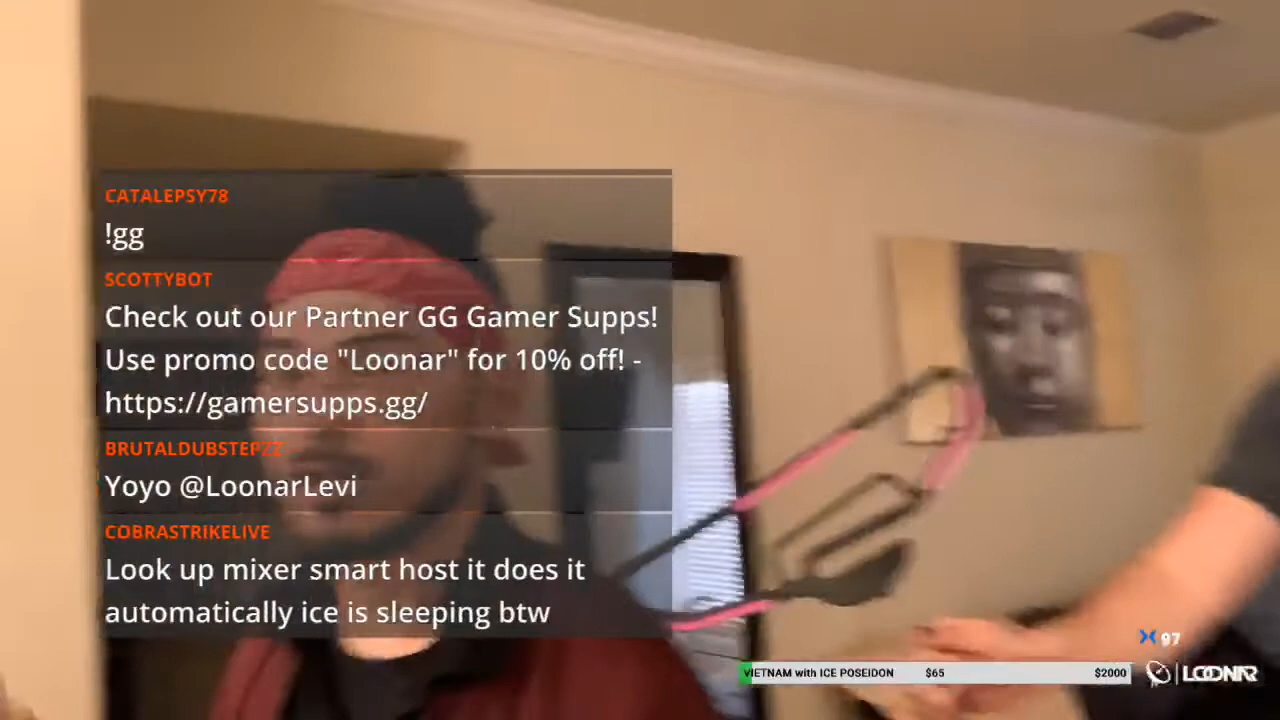 CATALEPSY78
!gg
SCOTTYBOT
Check out our Partner GG Gamer Supps!
Use promo code "Loonar" for 10% off! -
https://gamersupps.gg/
BRUTALDUBSTEPZZ
Yoyo @LoonarLevi
COBRASTRIKELIVE
Look up mixer smart host it does it
automatically ice is sleeping btw
97
VIETNAM with ICE POSEIDON $65 $2000
LOONAR